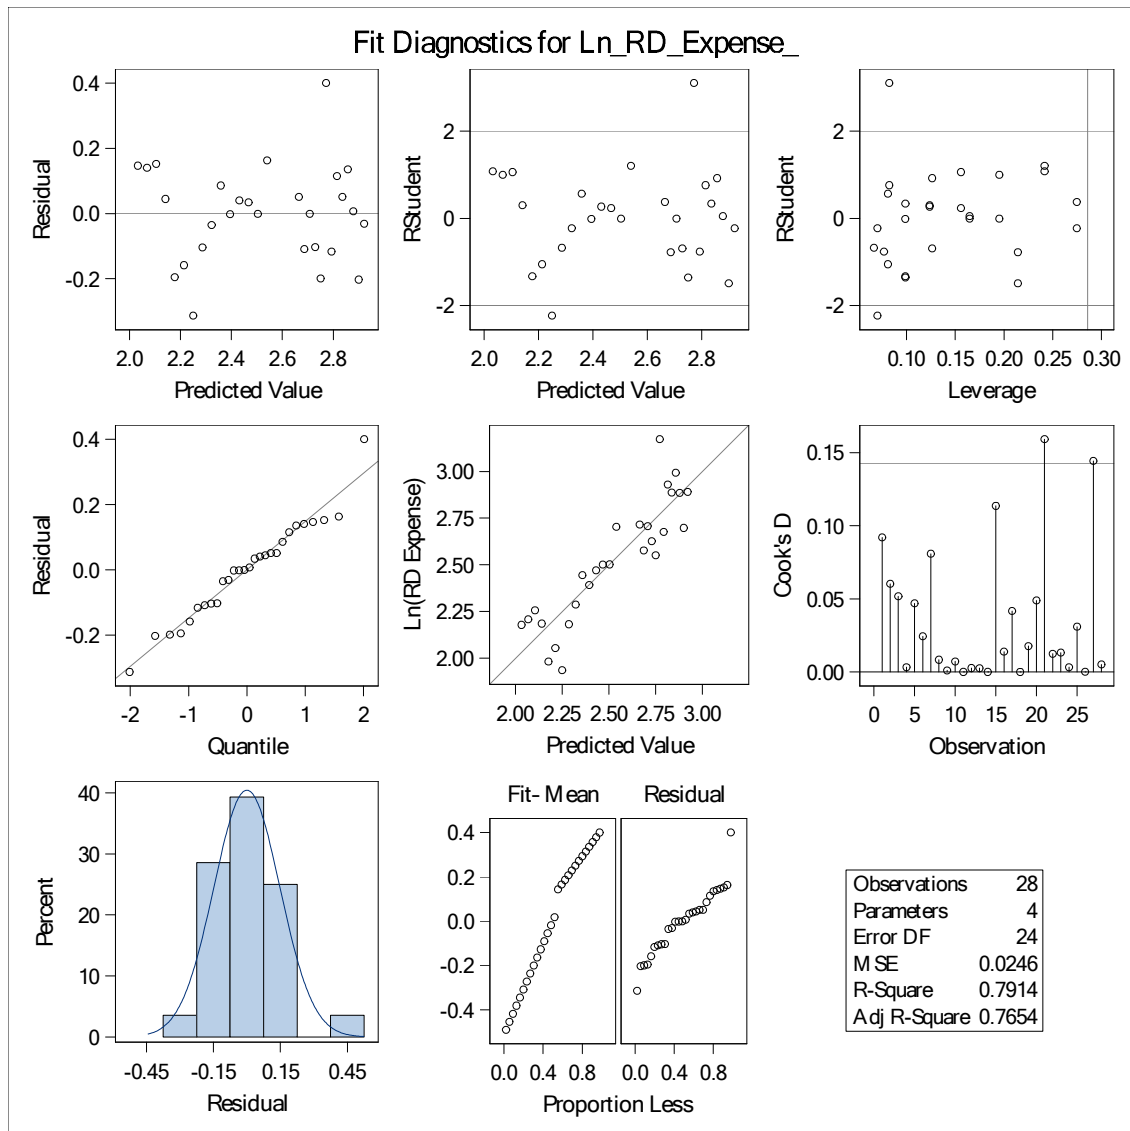 Fit Diagnostics for Ln_RD_Expense_
0.4
0.2
0.0
-0.2
Residual
2.0 2.2 2.4 2.6 2.8
Predicted Value
2
0
-2
RStudent
2.0 2.2 2.4 2.6 2.8
Predicted Value
2
0
-2
RStudent
0.10 0.15 0.20 0.25 0.30
Leverage
0.4
0.2
0.0
-0.2
Residual
-2 -1 0 1 2
Quantile
3.00
2.75
2.50
2.25
2.00
Ln(RD Expense)
2.00 2.25 2.50 2.75 3.00
Predicted Value
0.15
0.10
0.05
0.00
Cook's D
0 5 10 15 20 25
Observation
40
30
20
10
0
Percent
-0.45 -0.15 0.15 0.45
Residual
Fit-Mean Residual
0.4
0.2
0.0
-0.2
-0.4
0.0 0.4 0.8 0.0 0.4 0.8
Proportion Less
Observations 28
Parameters 4
Error DF 24
MSE 0.0246
R-Square 0.7914
Adj R-Square 0.7654